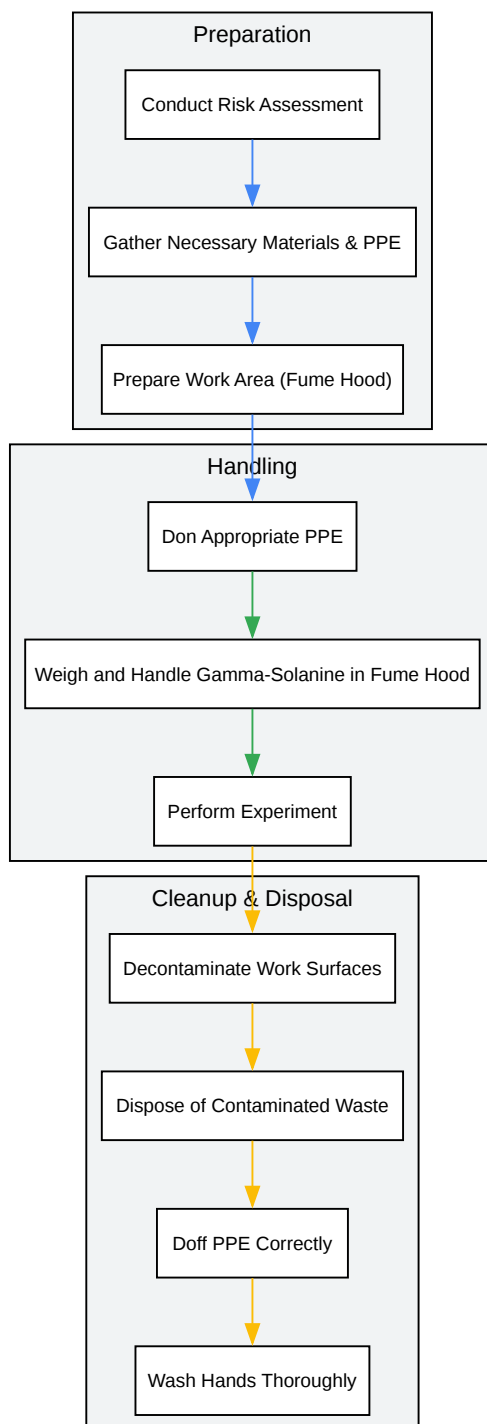 Preparation
Conduct Risk Assessment
Gather Necessary Materials & PPE
Prepare Work Area (Fume Hood)
Handling
Don Appropriate PPE
Weigh and Handle Gamma-Solanine in Fume Hood
Perform Experiment
Cleanup & Disposal
Decontaminate Work Surfaces
Dispose of Contaminated Waste
Doff PPE Correctly
Wash Hands Thoroughly